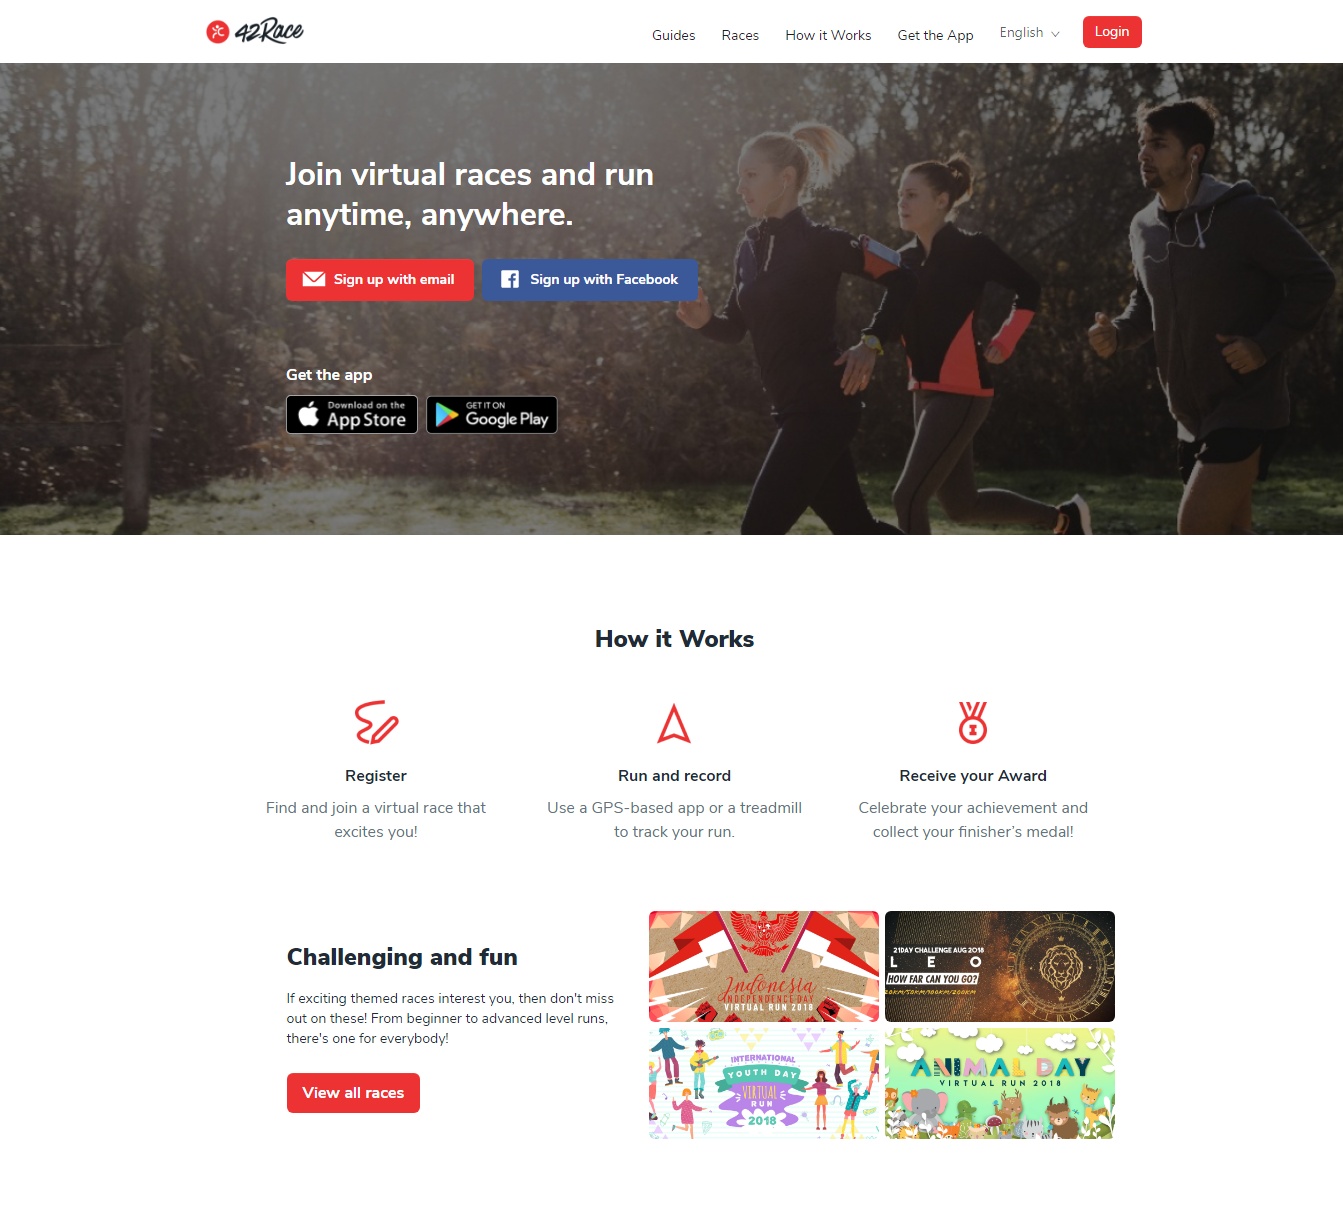 42Race
Guides
Races
How it Works
Get the App
English
Login
Join virtual races and run
anytime, anywhere.
Sign up with email
Sign up with Facebook
Get the app
Download on the
App Store
GET IT ON
Google Play
How it Works
Register
Find and join a virtual race that
excites you!
Run and record
Use a GPS-based app or a treadmill
to track your run.
Receive your Award
Celebrate your achievement and
collect your finisher’s medal!
Challenging and fun
If exciting themed races interest you, then don't miss
out on these! From beginner to advanced level runs,
there's one for everybody!
View all races
Indonesia
INDEPENDENCE DAY
VIRTUAL RUN 2018
21DAY CHALLENGE AUG 2018
LEO
HOW FAR CAN YOU GO?
20KM/50KM/100KM/200KM
INTERNATIONAL
YOUTH DAY
VIRTUAL
RUN
2018
ANIMAL DAY
VIRTUAL RUN 2018